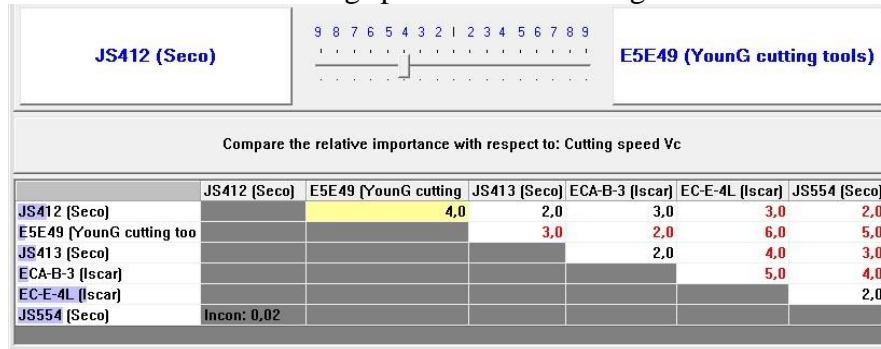 9 8 7 6 5 4 3 2 | 2 3 4 5 6 7 8 9
JS412 (Seco)
E5E49 (YounG cutting tools)
Compare the relative importance with respect to: Cutting speed Vc
JS412 (Seco) E5E49 (YounG cutting JS413 (Seco) ECA-B-3 (Iscar) EC-E-4L (Iscar) JS554 (Seco)
JS412 (Seco) 4,0 2,0 3,0 3,0 2,0
E5E49 (YounG cutting too 3,0 2,0 6,0 5,0
JS413 (Seco) 2,0 4,0 3,0
ECA-B-3 (Iscar) 5,0 4,0
EC-E-4L (Iscar) 2,0
JS554 (Seco) Incon: 0,02